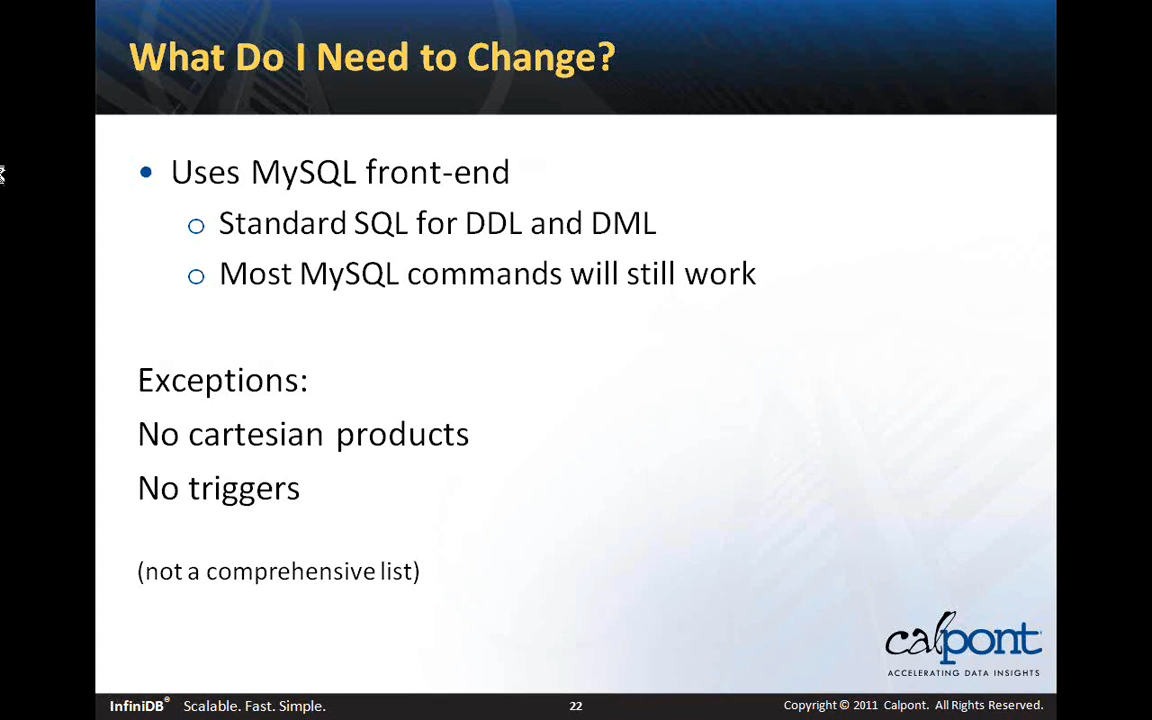 What Do I Need to Change?
• Uses MySQL front-end
o Standard SQL for DDL and DML
o Most MySQL commands will still work
Exceptions:
No cartesian products
No triggers
(not a comprehensive list)
calpont
ACCELERATING DATA INSIGHTS
InfiniDB® Scalable. Fast. Simple. 22 Copyright © 2011 Calpont. All Rights Reserved.